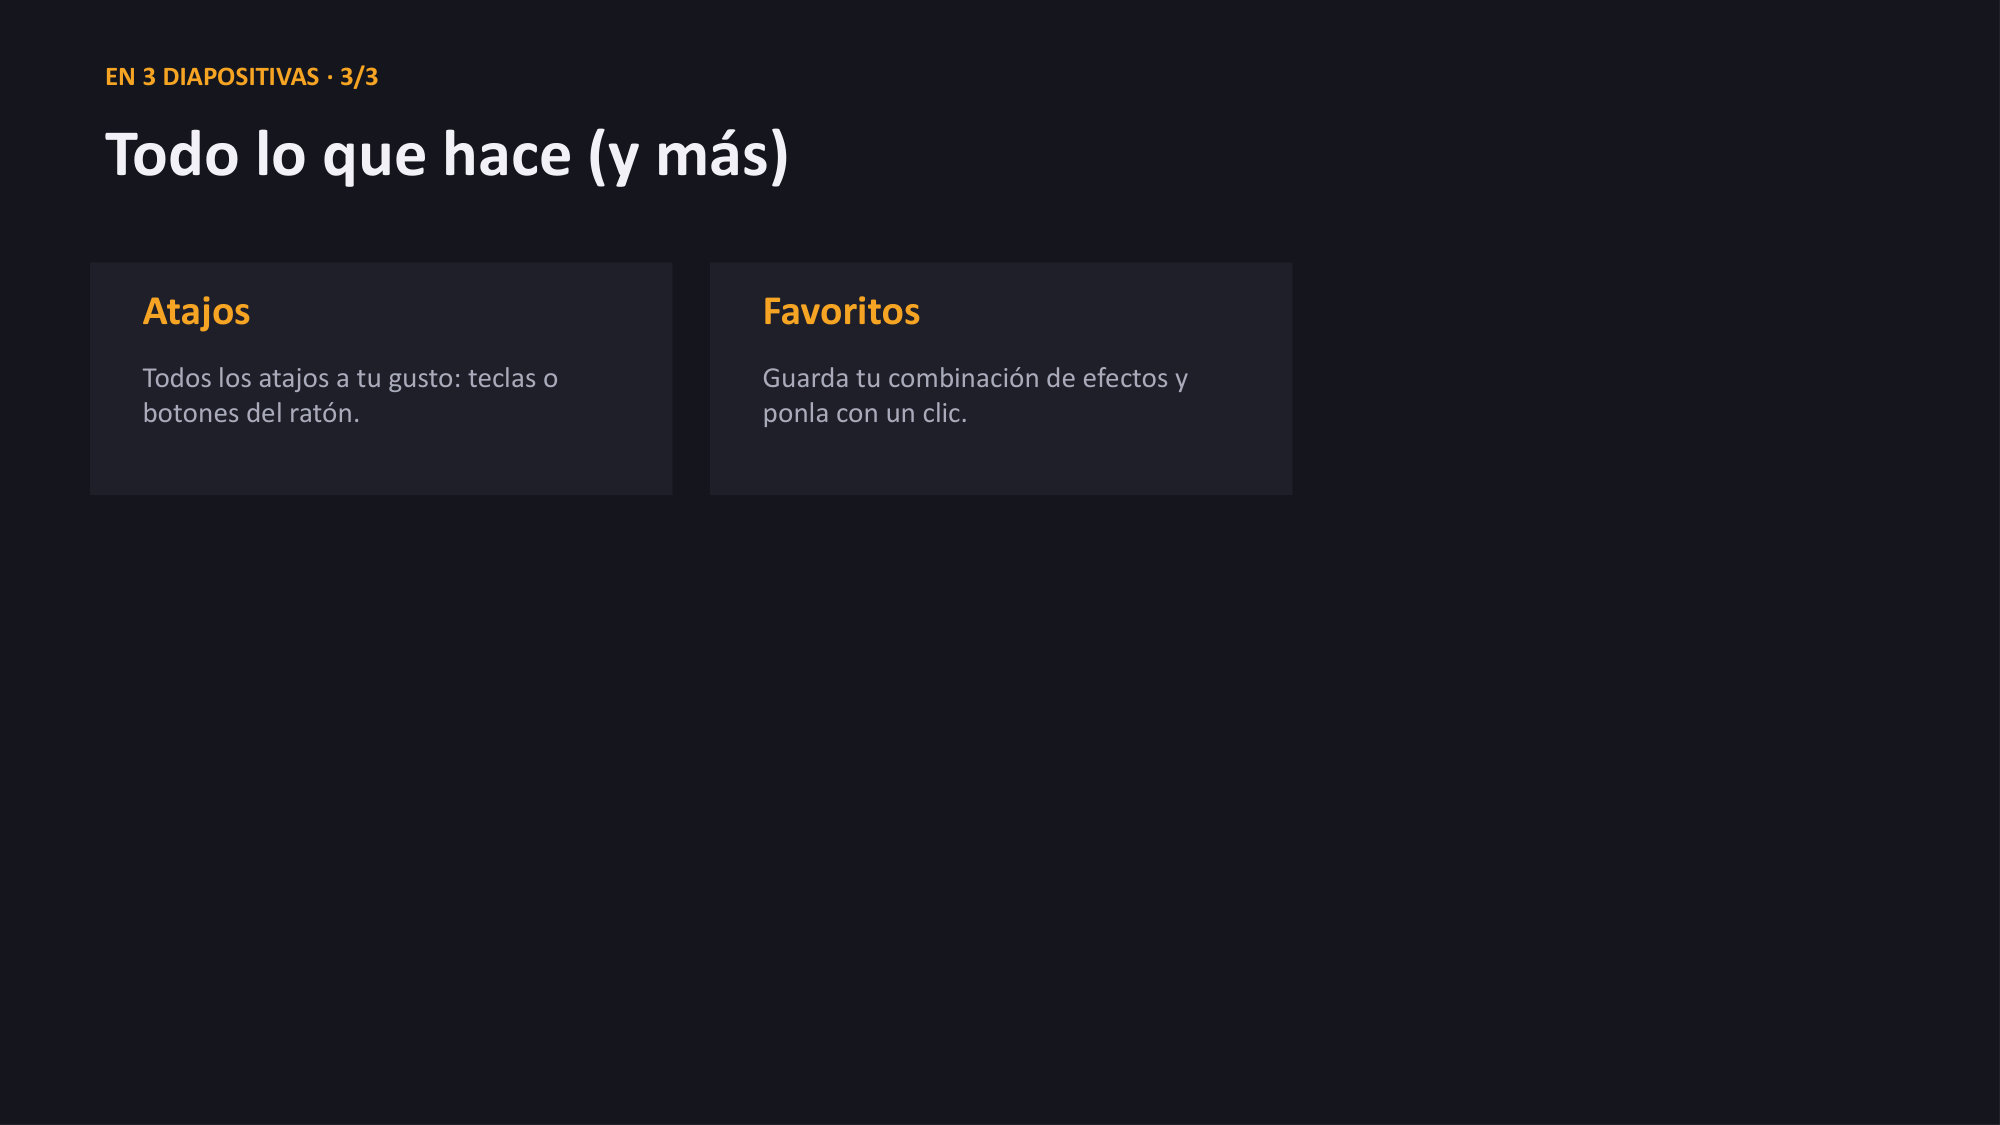 EN 3 DIAPOSITIVAS · 3/3
Todo lo que hace (y más)
Atajos
Todos los atajos a tu gusto: teclas o
botones del ratón.
Favoritos
Guarda tu combinación de efectos y
ponla con un clic.